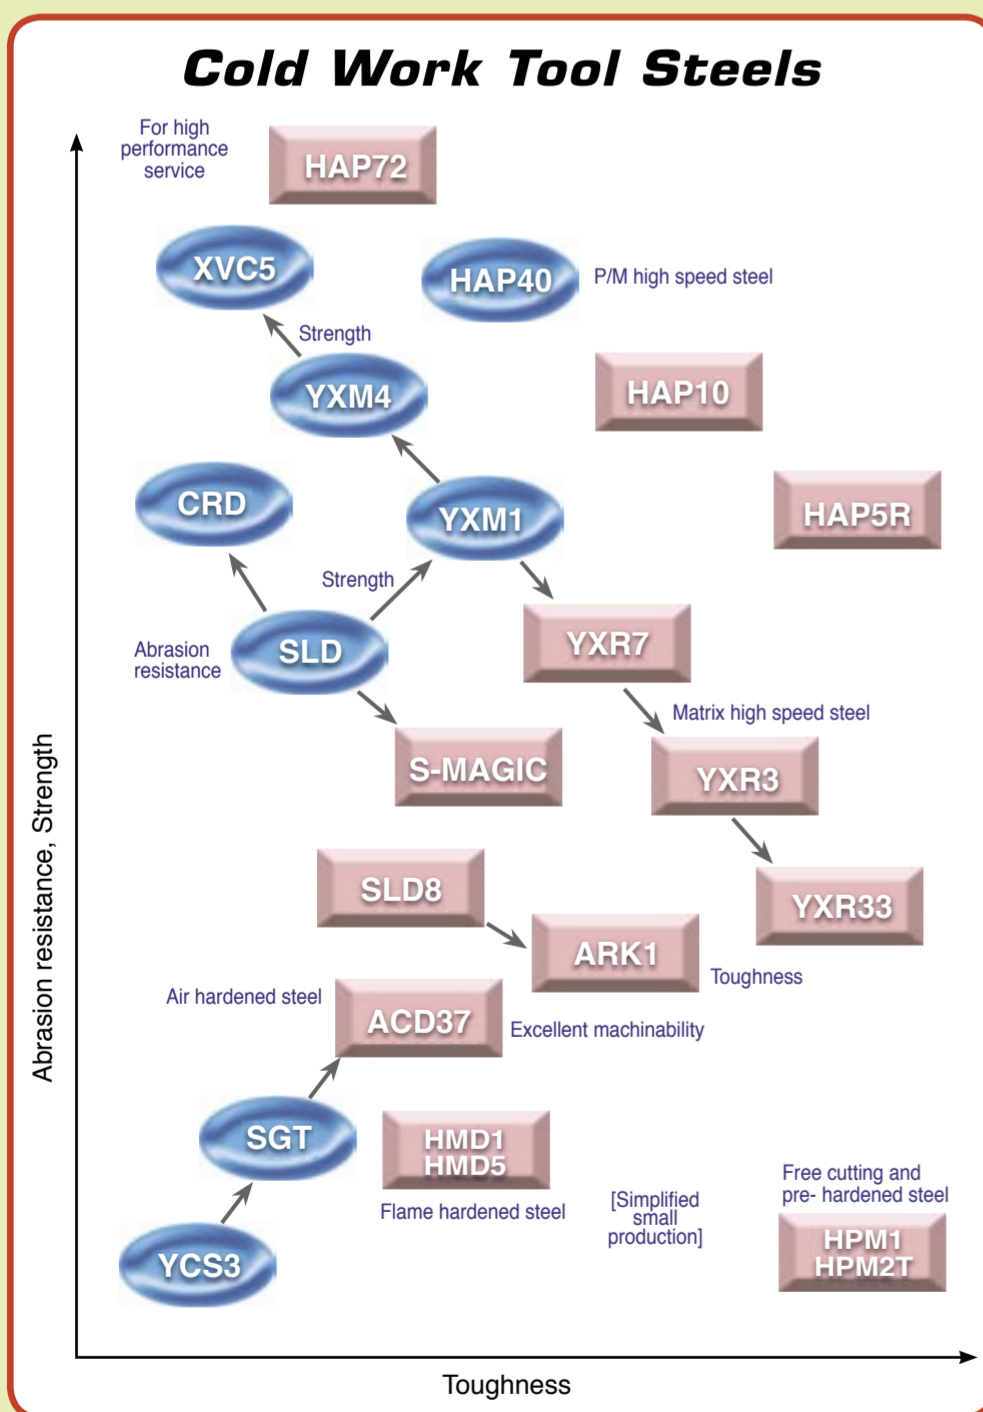 Cold Work Tool Steels
For high
performance
service
HAP72
XVC5
HAP40
P/M high speed steel
Strength
YXM4
HAP10
CRD
YXM1
HAP5R
Strength
YXR7
Abrasion
resistance
SLD
Matrix high speed steel
S-MAGIC
YXR3
SLD8
YXR33
ARK1
Toughness
Air hardened steel
ACD37
Excellent machinability
SGT
HMD1
HMD5
Flame hardened steel
[Simplified
small
production]
Free cutting and
pre- hardened steel
HPM1
HPM2T
YCS3
Abrasion resistance, Strength
Toughness